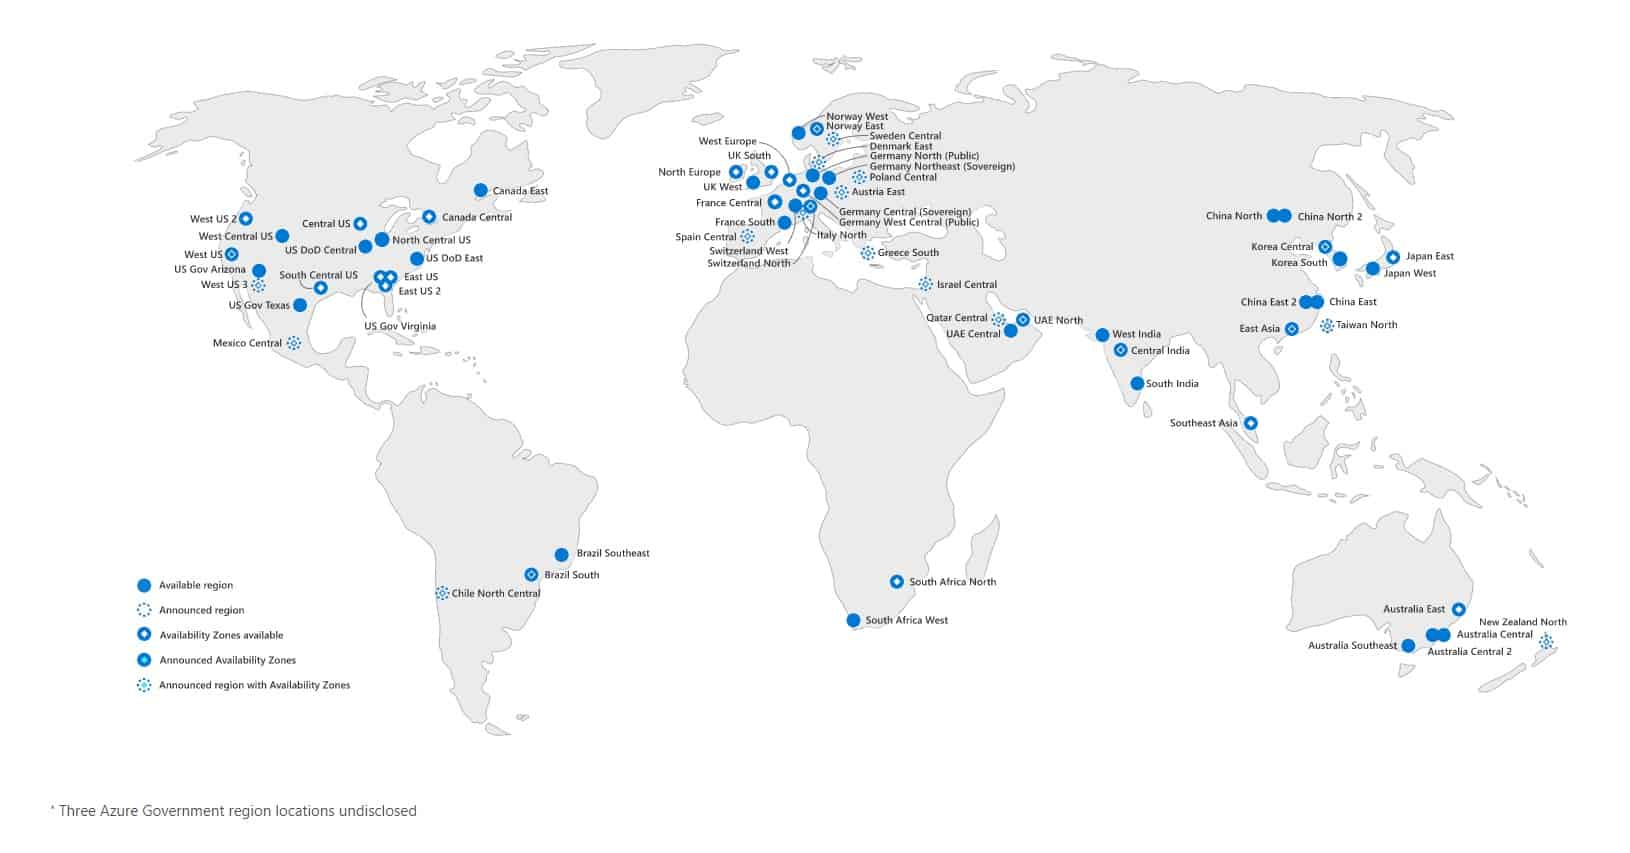 Norway West
Norway East
Sweden Central
West Europe
Denmark East
UK South
Germany North (Public)
Germany Northeast (Sovereign)
North Europe
Poland Central
UK West
Austria East
Canada East
France Central
Germany Central (Sovereign)
West US 2
Canada Central
China North
China North 2
Central US
France South
Germany West Central (Public)
West Central US
Spain Central
Italy North
North Central US
US DoD Central
Korea Central
Switzerland West
West US
Greece South
Japan East
US DoD East
Switzerland North
Korea South
US Gov Arizona
Japan West
South Central US
East US
West US 3
Israel Central
East US 2
US Gov Texas
China East 2
China East
Qatar Central
UAE North
US Gov Virginia
Taiwan North
East Asia
UAE Central
West India
Mexico Central
Central India
South India
Southeast Asia
Brazil Southeast
Brazil South
South Africa North
Chile North Central
Australia East
South Africa West
New Zealand North
Australia Central
Australia Southeast
Australia Central 2
Available region
Announced region
Availability Zones available
Announced Availability Zones
Announced region with Availability Zones
* Three Azure Government region locations undisclosed